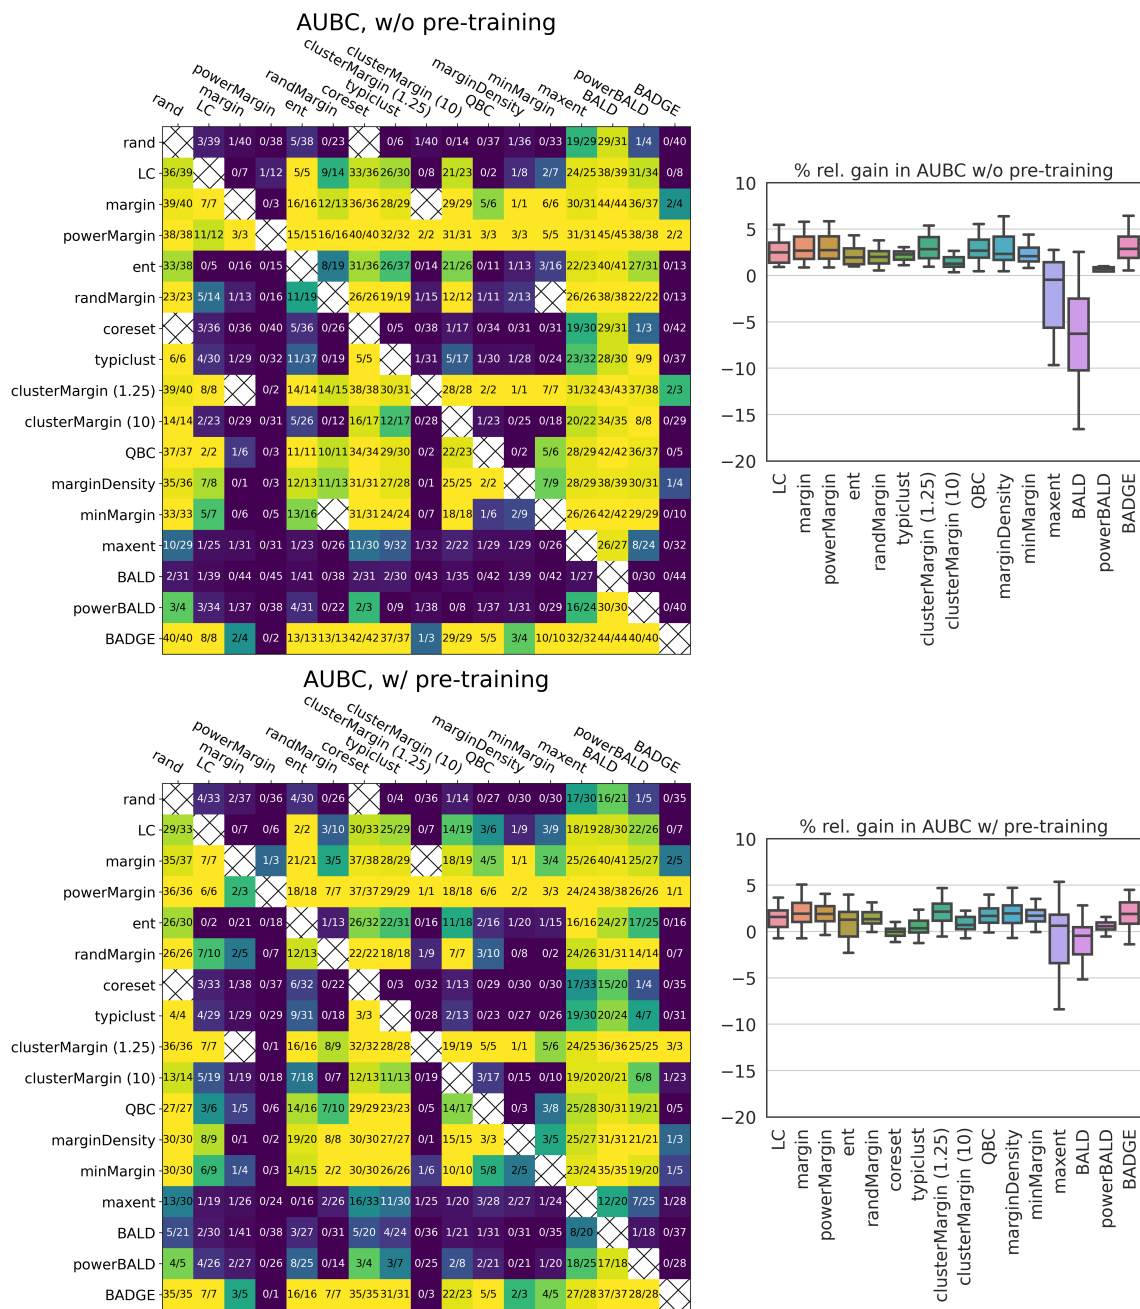 AUBC, w/o pre-training
rand
LC
margin
powerMargin
ent
randMargin
coreset
typiclust
clusterMargin (1.25)
clusterMargin (10)
QBC
marginDensity
minMargin
maxent
BALD
powerBALD
BADGE
rand 3/39 1/40 0/38 5/38 0/23 0/6 1/40 0/14 0/37 1/36 0/33 19/29 29/31 1/4 0/40
LC 36/39 0/7 1/12 5/5 9/14 33/36 26/30 0/8 21/23 0/2 1/8 2/7 24/25 38/39 31/34 0/8
margin 39/40 7/7 0/3 16/16 12/13 36/36 28/29 29/29 5/6 1/1 6/6 30/31 44/44 36/37 2/4
powerMargin 38/38 11/12 3/3 15/15 16/16 40/40 32/32 2/2 31/31 3/3 3/3 5/5 31/31 45/45 38/38 2/2
ent 33/38 0/5 0/16 0/15 8/19 31/36 26/37 0/14 21/26 0/11 1/13 3/16 22/23 40/41 27/31 0/13
randMargin 23/23 5/14 1/13 0/16 11/19 26/26 19/19 1/15 12/12 1/11 2/13 26/26 38/38 22/22 0/13
coreset 3/36 0/36 0/40 5/36 0/26 0/5 0/38 1/17 0/34 0/31 0/31 19/30 29/31 1/3 0/42
typiclust 6/6 4/30 1/29 0/32 11/37 0/19 5/5 1/31 5/17 1/30 1/28 0/24 23/32 28/30 9/9 0/37
clusterMargin (1.25) 39/40 8/8 0/2 14/14 14/15 38/38 30/31 28/28 2/2 1/1 7/7 31/32 43/43 37/38 2/3
clusterMargin (10) 14/14 2/23 0/29 0/31 5/26 0/12 16/17 12/17 0/28 1/23 0/25 0/18 20/22 34/35 8/8 0/29
QBC 37/37 2/2 1/6 0/3 11/11 10/11 34/34 29/30 0/2 22/23 0/2 5/6 28/29 42/42 36/37 0/5
marginDensity 35/36 7/8 0/1 0/3 12/13 11/13 31/31 27/28 0/1 25/25 2/2 7/9 28/29 38/39 30/31 1/4
minMargin 33/33 5/7 0/6 0/5 13/16 31/31 24/24 0/7 18/18 1/6 2/9 26/26 42/42 29/29 0/10
maxent 10/29 1/25 1/31 0/31 1/23 0/26 11/30 9/32 1/32 2/22 1/29 1/29 0/26 26/27 8/24 0/32
BALD 2/31 1/39 0/44 0/45 1/41 0/38 2/31 2/30 0/43 1/35 0/42 1/39 0/42 1/27 0/30 0/44
powerBALD 3/4 3/34 1/37 0/38 4/31 0/22 2/3 0/9 1/38 0/8 1/37 1/31 0/29 16/24 30/30 0/40
BADGE 40/40 8/8 2/4 0/2 13/13 13/13 42/42 37/37 1/3 29/29 5/5 3/4 10/10 32/32 44/44 40/40
% rel. gain in AUBC w/o pre-training
10
5
0
−5
−10
−15
−20
LC
margin
powerMargin
ent
randMargin
typiclust
clusterMargin (1.25)
clusterMargin (10)
QBC
marginDensity
minMargin
maxent
BALD
powerBALD
BADGE
AUBC, w/ pre-training
rand
LC
margin
powerMargin
ent
randMargin
coreset
typiclust
clusterMargin (1.25)
clusterMargin (10)
QBC
marginDensity
minMargin
maxent
BALD
powerBALD
BADGE
rand 4/33 2/37 0/36 4/30 0/26 0/4 0/36 1/14 0/27 0/30 0/30 17/30 16/21 1/5 0/35
LC 29/33 0/7 0/6 2/2 3/10 30/33 25/29 0/7 14/19 3/6 1/9 3/9 18/19 28/30 22/26 0/7
margin 35/37 7/7 1/3 21/21 3/5 37/38 28/29 18/19 4/5 1/1 3/4 25/26 40/41 25/27 2/5
powerMargin 36/36 6/6 2/3 18/18 7/7 37/37 29/29 1/1 18/18 6/6 2/2 3/3 24/24 38/38 26/26 1/1
ent 26/30 0/2 0/21 0/18 1/13 26/32 22/31 0/16 11/18 2/16 1/20 1/15 16/16 24/27 17/25 0/16
randMargin 26/26 7/10 2/5 0/7 12/13 22/22 18/18 1/9 7/7 3/10 0/8 0/2 24/26 31/31 14/14 0/7
coreset 3/33 1/38 0/37 6/32 0/22 0/3 0/32 1/13 0/29 0/30 0/30 17/33 15/20 1/4 0/35
typiclust 4/4 4/29 1/29 0/29 9/31 0/18 3/3 0/28 2/13 0/23 0/27 0/26 19/30 20/24 4/7 0/31
clusterMargin (1.25) 36/36 7/7 0/1 16/16 8/9 32/32 28/28 19/19 5/5 1/1 5/6 24/25 36/36 25/25 3/3
clusterMargin (10) 13/14 5/19 1/19 0/18 7/18 0/7 12/13 11/13 0/19 3/17 0/15 0/10 19/20 20/21 6/8 1/23
QBC 27/27 3/6 1/5 0/6 14/16 7/10 29/29 23/23 0/5 14/17 0/3 3/8 25/28 30/31 19/21 0/5
marginDensity 30/30 8/9 0/1 0/2 19/20 8/8 30/30 27/27 0/1 15/15 3/3 3/5 25/27 31/31 21/21 1/3
minMargin 30/30 6/9 1/4 0/3 14/15 2/2 30/30 26/26 1/6 10/10 5/8 2/5 23/24 35/35 19/20 1/5
maxent 13/30 1/19 1/26 0/24 0/16 2/26 16/33 11/30 1/25 1/20 3/28 2/27 1/24 12/20 7/25 1/28
BALD 5/21 2/30 1/41 0/38 3/27 0/31 5/20 4/24 0/36 1/21 1/31 0/31 0/35 8/20 1/18 0/37
powerBALD 4/5 4/26 2/27 0/26 8/25 0/14 3/4 3/7 0/25 2/8 2/21 0/21 1/20 18/25 17/18 0/28
BADGE 35/35 7/7 3/5 0/1 16/16 7/7 35/35 31/31 0/3 22/23 5/5 2/3 4/5 27/28 37/37 28/28
% rel. gain in AUBC w/ pre-training
10
5
0
−5
−10
−15
−20
LC
margin
powerMargin
ent
randMargin
coreset
typiclust
clusterMargin (1.25)
clusterMargin (10)
QBC
marginDensity
minMargin
maxent
BALD
powerBALD
BADGE